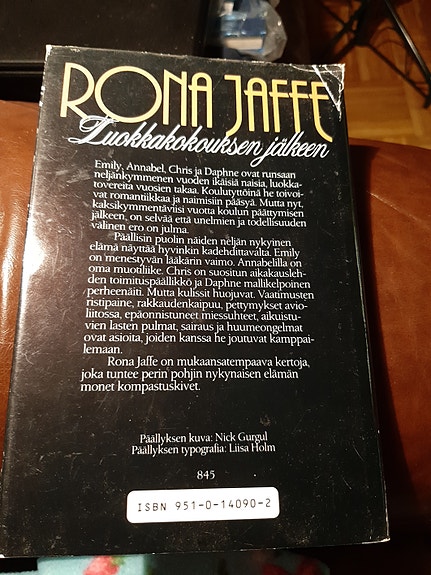 RONA JAFFE
Luokkakokouksen jälkeen
Emily, Annabel, Chris ja Daphne ovat runsaan
neljänkymmenen vuoden ikäisiä naisia, luokka-
tovereita vuosien takaa. Koulutyttöinä he toivoi-
vat romantiikkaa ja naimisiin pääsyä. Mutta nyt,
kaksikymmentäviisi vuotta koulun päättymisen
jälkeen, on selvää että unelmien ja todellisuuden
välinen ero on julma.
Päällisin puolin näiden neljän nykyinen
elämä näyttää hyvinkin kadehdittavalta. Emily
on menestyvän lääkärin vaimo. Annabelilla on
oma muotiliike. Chris on suositun aikakausleh-
den toimituspäällikkö ja Daphne mallikelpoinen
perheenäiti. Mutta kulissit huojuvat. Vaatimusten
ristipaine, rakkaudenkaipuu, pettymykset avio-
liitossa, epäonnistuneet miessuhteet, aikuistu-
vien lasten pulmat, sairaus ja huumeongelmat
ovat asioita, joiden kanssa he joutuvat kamppai-
lemaan.
Rona Jaffe on mukaansatempaava kertoja,
joka tuntee perin pohjin nykynaisen elämän
monet kompastuskivet.
Päällyksen kuva: Nick Gurgul
Päällyksen typografia: Liisa Holm
845
ISBN 951-0-14090-2